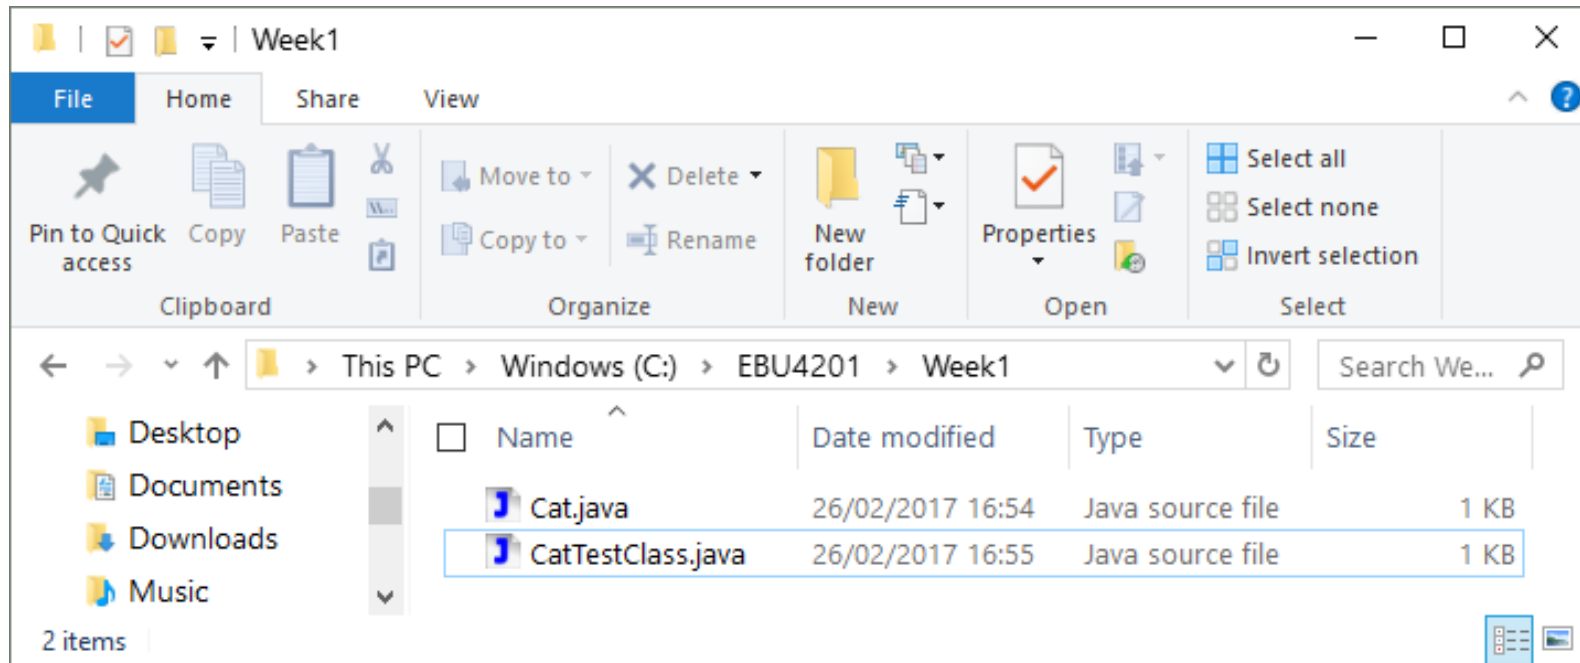 Week1
File Home Share View
Pin to Quick access Copy Paste
Move to Copy to
Delete Rename
New folder
Properties
Select all
Select none
Invert selection
Clipboard Organize New Open Select
This PC > Windows (C:) > EBU4201 > Week1
Search We...
Desktop
Documents
Downloads
Music
Name Date modified Type Size
Cat.java 26/02/2017 16:54 Java source file 1 KB
CatTestClass.java 26/02/2017 16:55 Java source file 1 KB
2 items